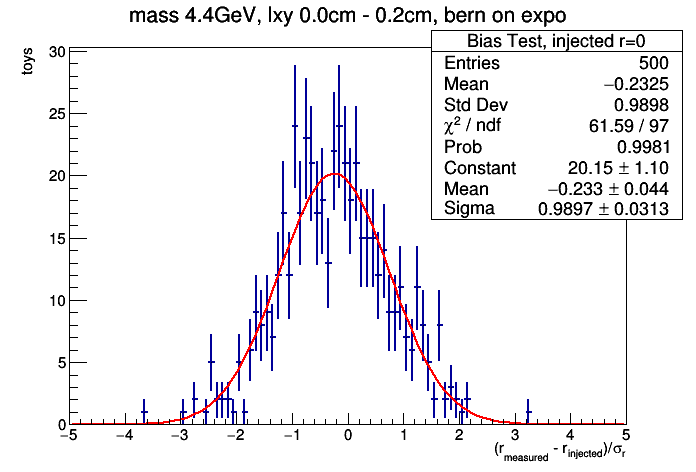 mass 4.4GeV, lxy 0.0cm - 0.2cm, bern on expo
Bias Test, injected r=0
Entries 500
Mean −0.2325
Std Dev 0.9898
χ² / ndf 61.59 / 97
Prob 0.9981
Constant 20.15 ± 1.10
Mean −0.233 ± 0.044
Sigma 0.9897 ± 0.0313
toys
30
25
20
15
10
5
0
−5 −4 −3 −2 −1 0 1 2 3 4 5
(r_measured - r_injected)/σ_r